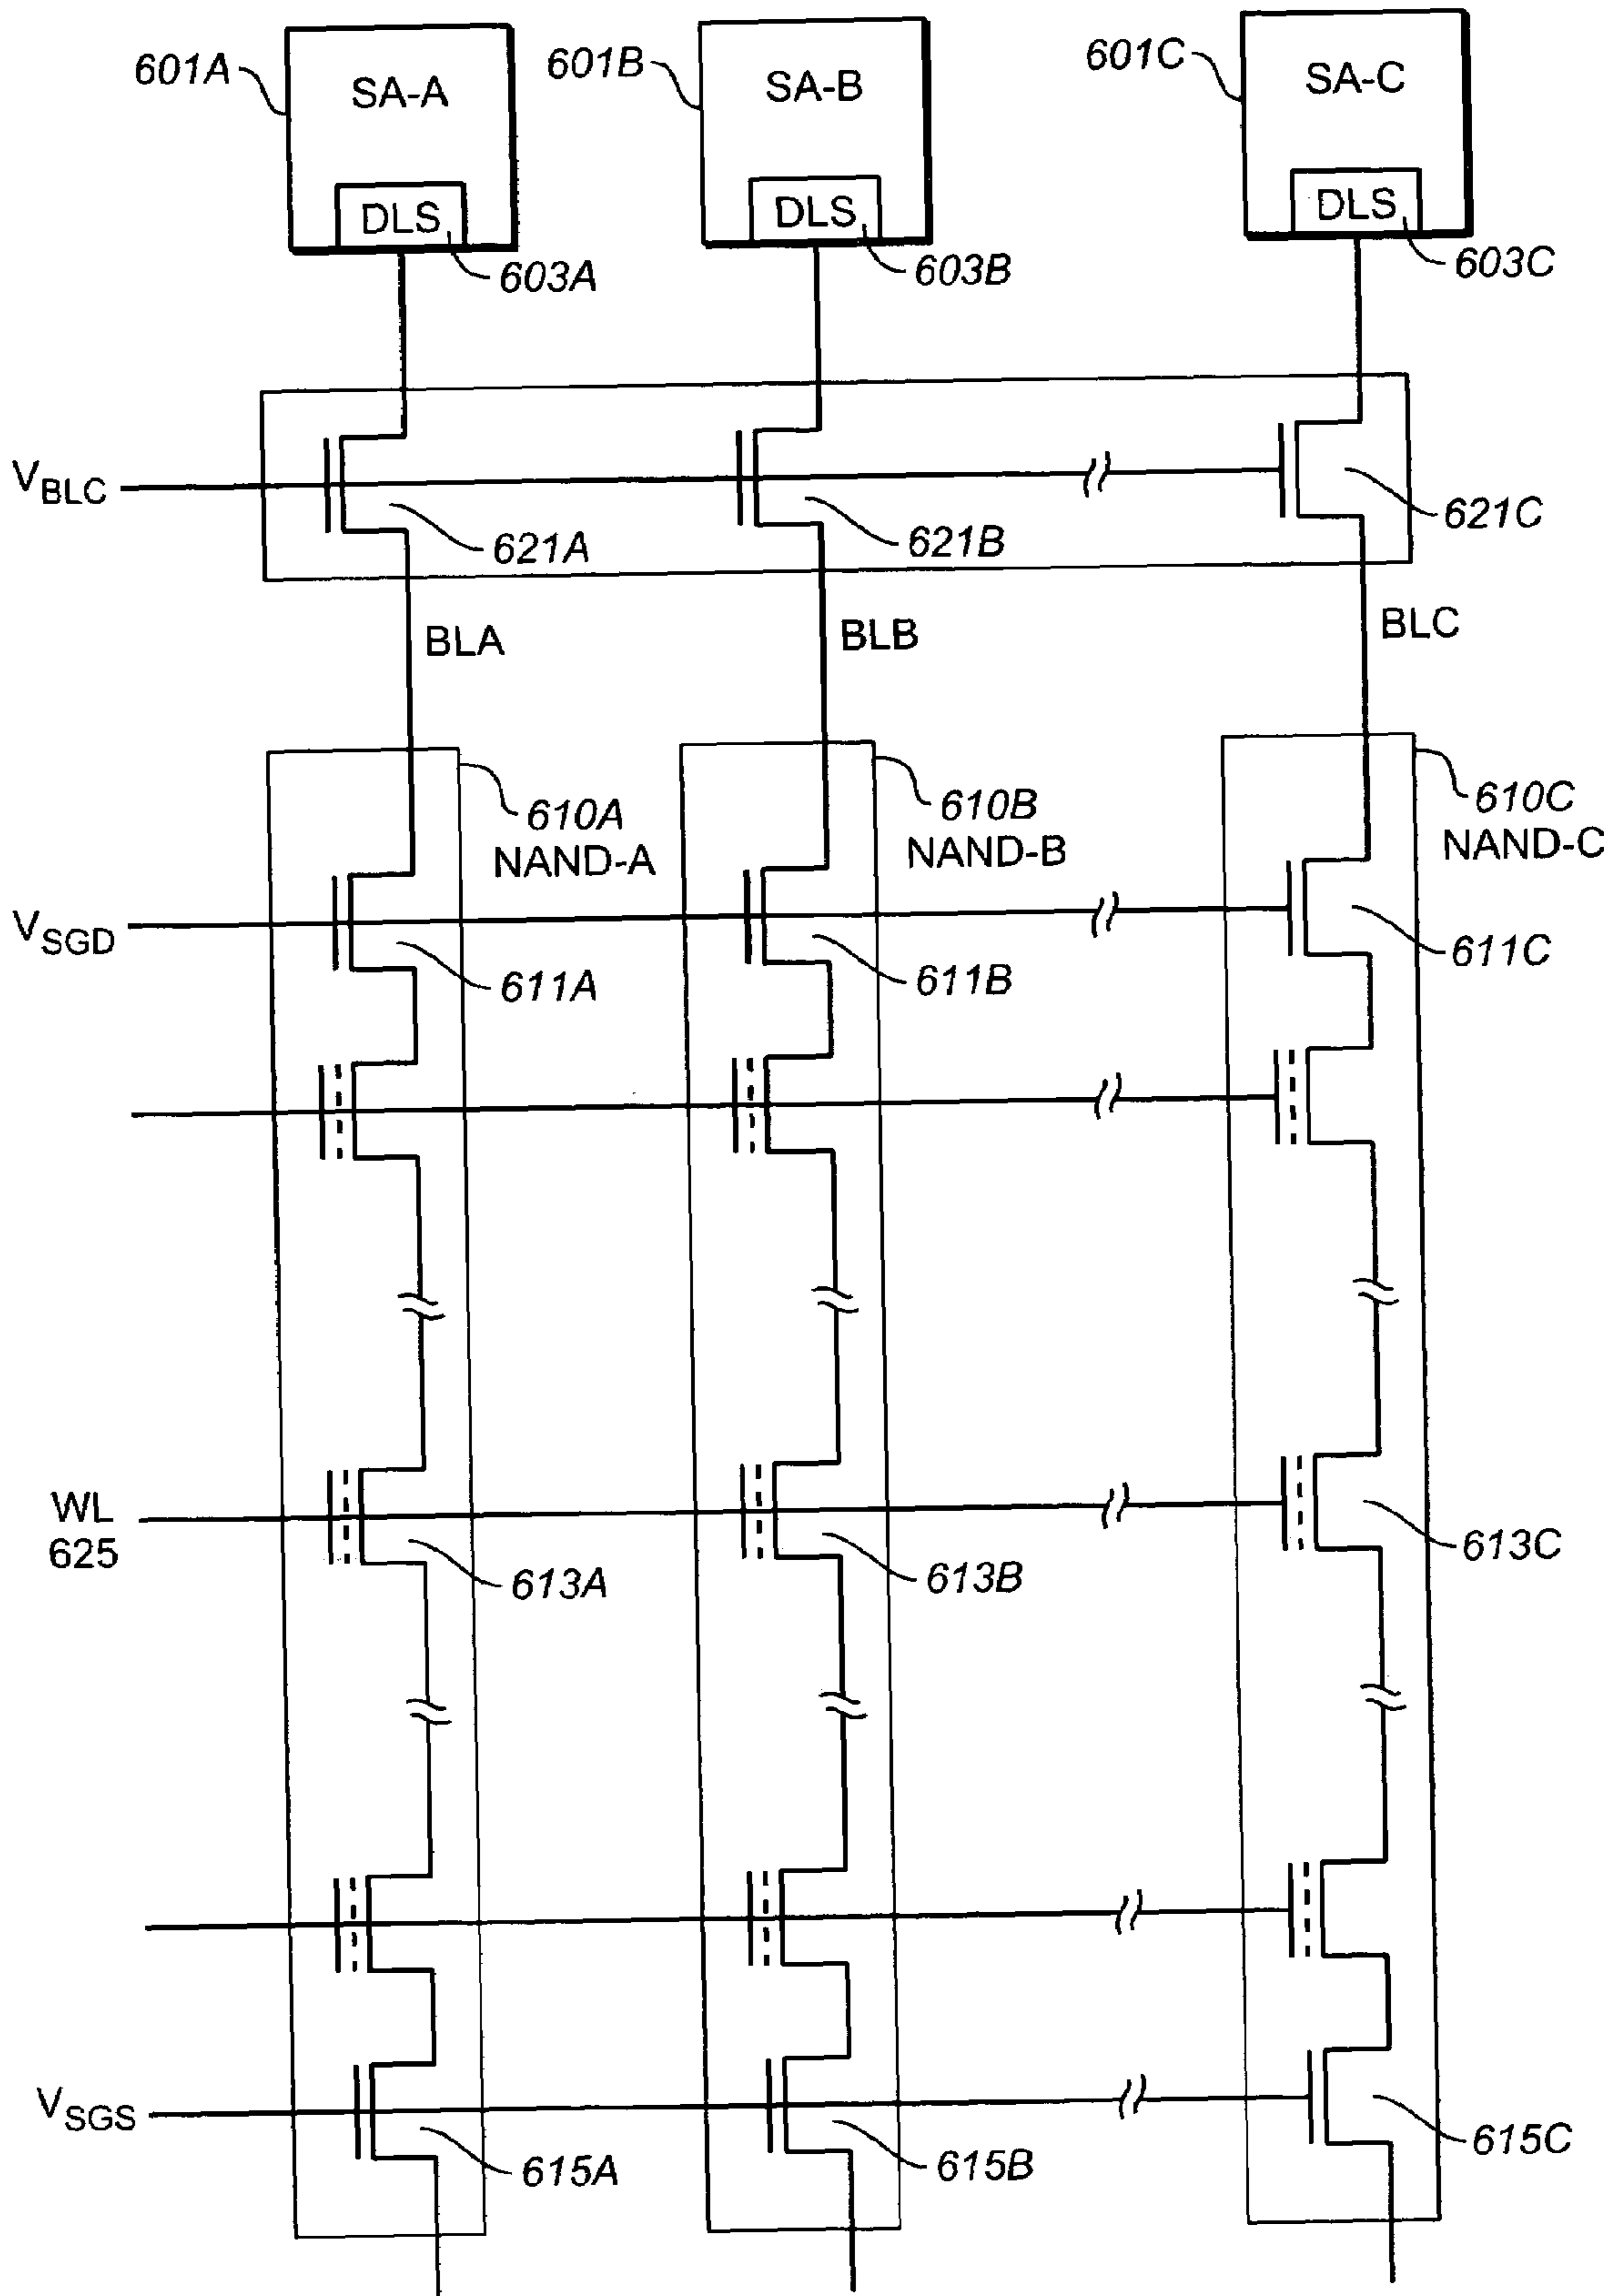 601A
SA-A
DLS
603A
601B
SA-B
DLS
603B
601C
SA-C
DLS
603C
VBLC
621A
621B
621C
BLA
BLB
BLC
610A
NAND-A
610B
NAND-B
610C
NAND-C
VSGD
611A
611B
611C
WL
625
613A
613B
613C
VSGS
615A
615B
615C